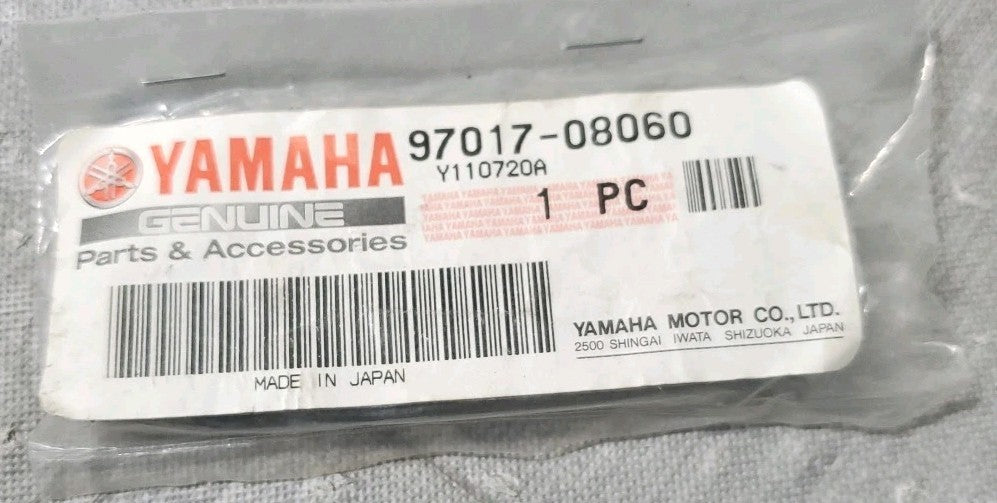 YAMAHA 97017-08060
Y110720A
GENUINE
1 PC
Parts & Accessories
YAMAHA MOTOR CO.,LTD.
2500 SHINGAI IWATA SHIZUOKA JAPAN
MADE IN JAPAN